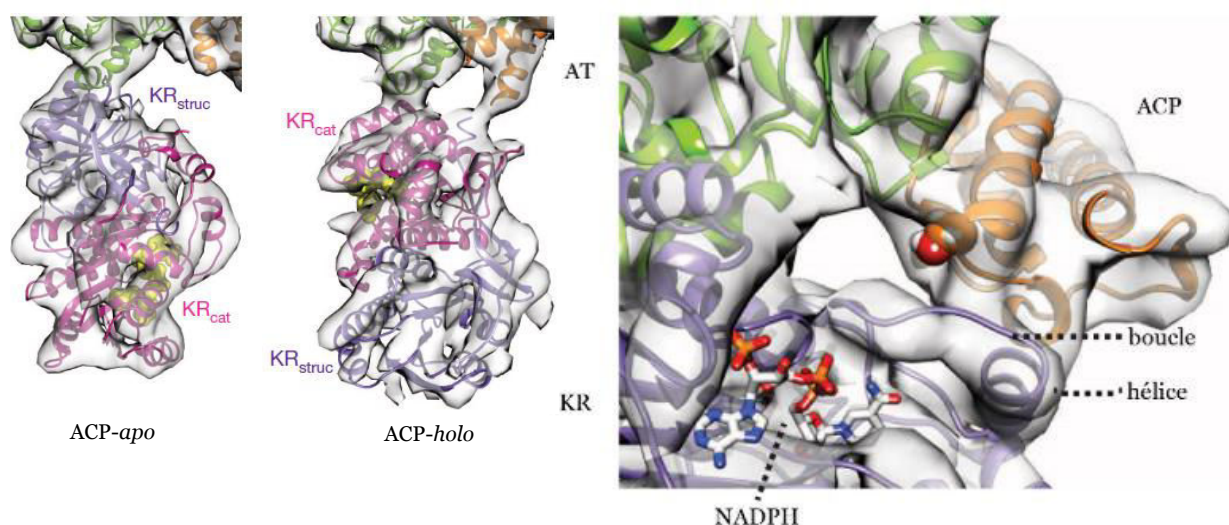 KRstruc
KRcat
ACP-apo
KRcat
KRstruc
ACP-holo
AT
KR
ACP
boucle
hélice
NADPH